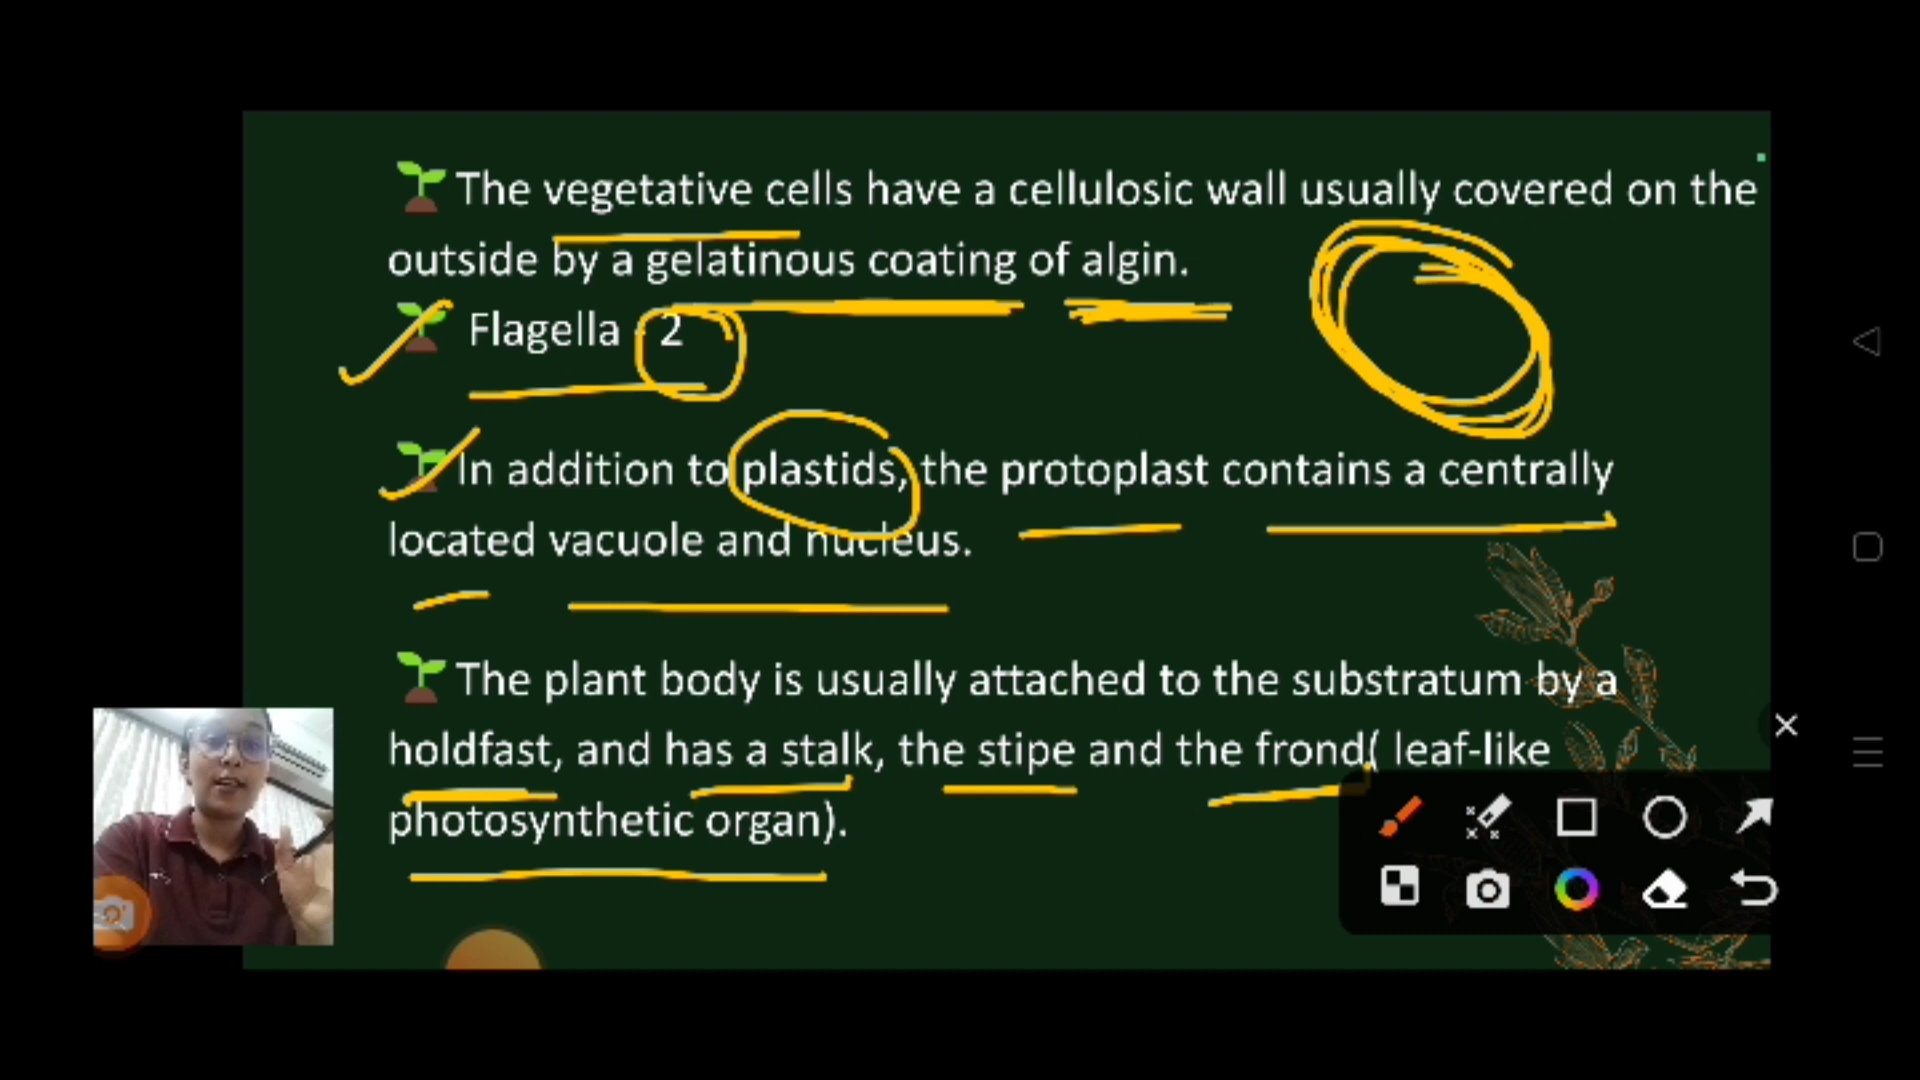 The vegetative cells have a cellulosic wall usually covered on the
outside by a gelatinous coating of algin.
Flagella 2
In addition to plastids, the protoplast contains a centrally
located vacuole and nucleus.
The plant body is usually attached to the substratum by a
holdfast, and has a stalk, the stipe and the frond( leaf-like
photosynthetic organ).